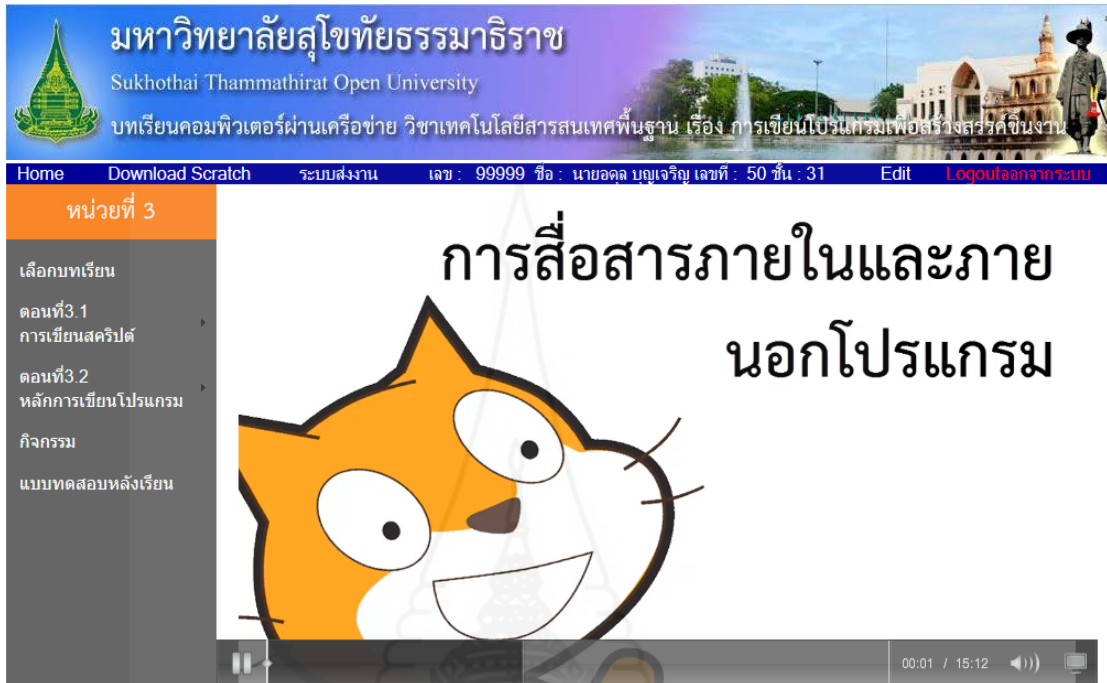 มหาวิทยาลัยสุโขทัยธรรมาธิราช
Sukhothai Thammathirat Open University
บทเรียนคอมพิวเตอร์ผ่านเครือข่าย วิชาเทคโนโลยีสารสนเทศพื้นฐาน เรื่อง การเขียนโปรแกรมเพื่อสร้างสรรค์ชิ้นงาน
Home Download Scratch ระบบส่งงาน เลข : 99999 ชื่อ : นายอดุล บุญเจริญ เลขที่ : 50 ชั้น : 31 Edit Logoutออกจากระบบ
หน่วยที่ 3
เลือกบทเรียน
ตอนที่3.1
การเขียนสคริปต์
ตอนที่3.2
หลักการเขียนโปรแกรม
กิจกรรม
แบบทดสอบหลังเรียน
การสื่อสารภายในและภาย
นอกโปรแกรม
00:01 / 15:12